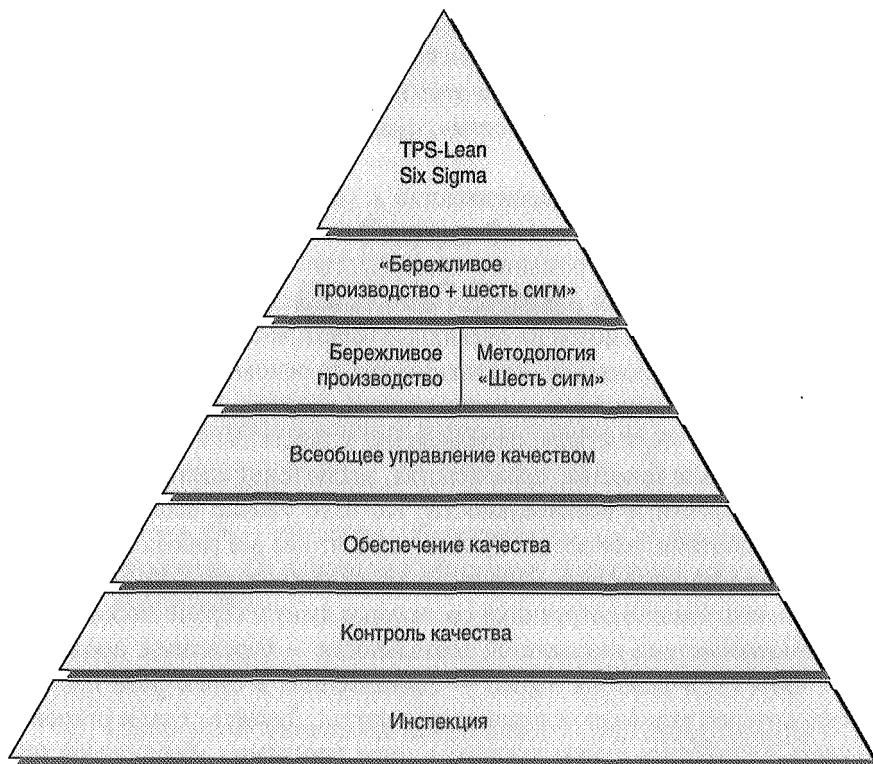 TPS-Lean
Six Sigma
«Бережливое
производство + шесть сигм»
Бережливое
производство
Методология
«Шесть сигм»
Всеобщее управление качеством
Обеспечение качества
Контроль качества
Инспекция